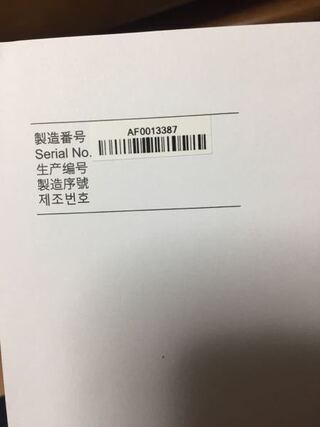 製造番号
AF0013387
Serial No.
生产编号
製造序號
제조번호